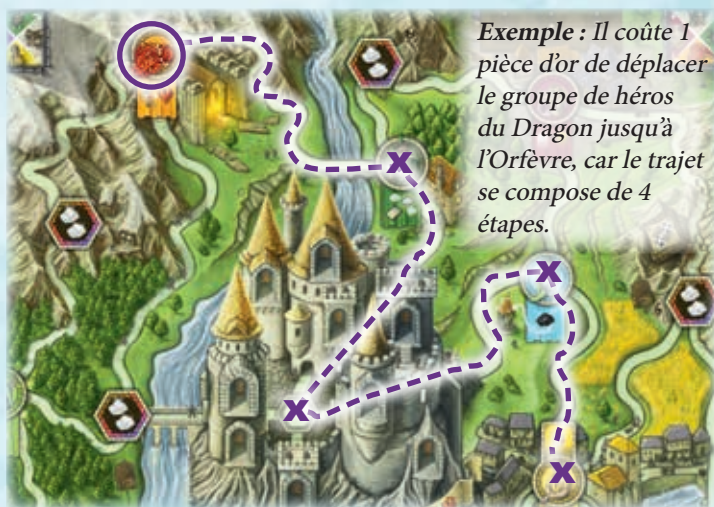 Exemple : Il coûte 1
pièce d'or de déplacer
le groupe de héros
du Dragon jusqu'à
l'Orfèvre, car le trajet
se compose de 4
étapes.
x
x
x
x